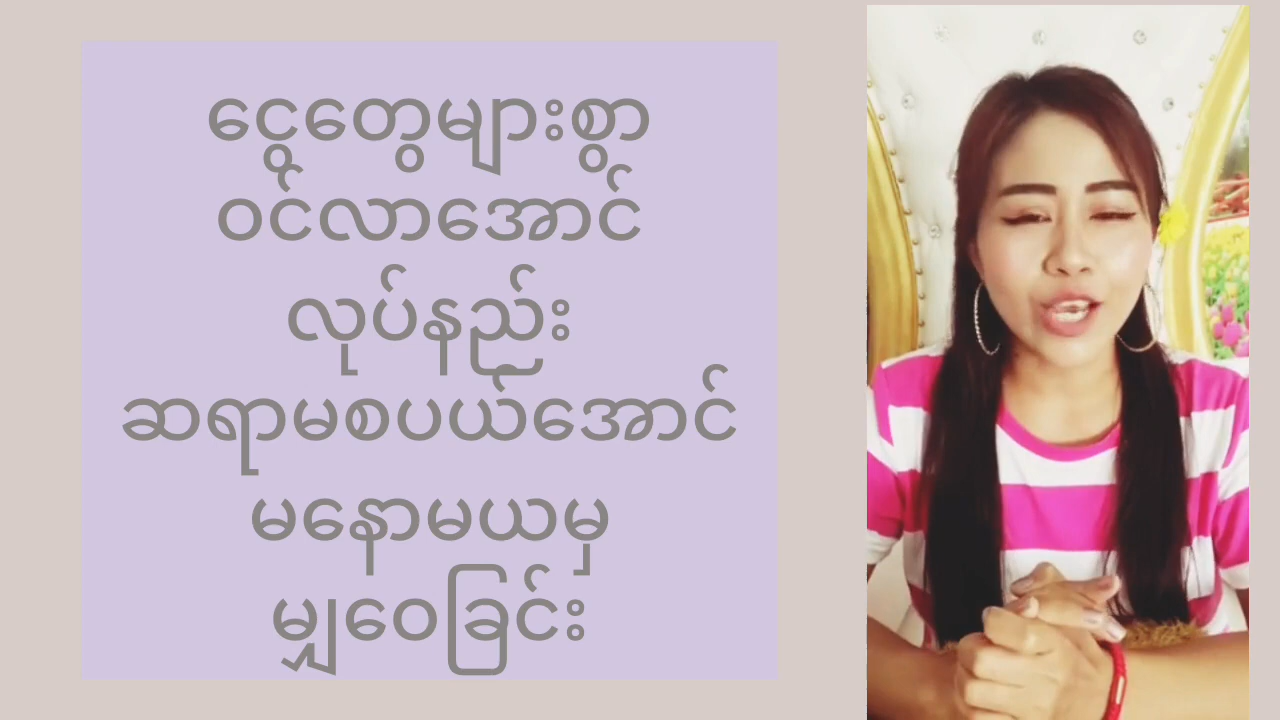 ငွေတွေများစွာ
ဝင်လာအောင်
လုပ်နည်း
ဆရာမစပယ်အောင်
မနောမယမှ
မျှဝေခြင်း